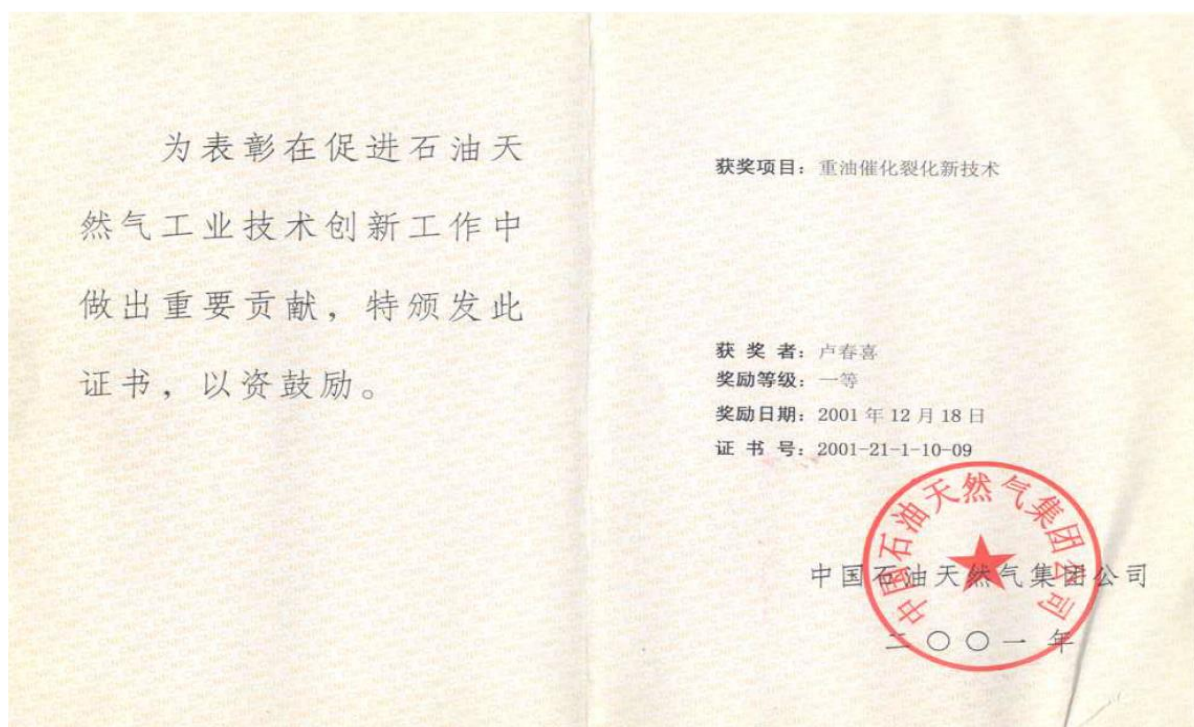 为表彰在促进石油天
然气工业技术创新工作中
做出重要贡献，特颁发此
证书，以资鼓励。
获奖项目：重油催化裂化新技术
获 奖 者：卢春喜
奖励等级：一等
奖励日期：2001 年 12 月 18 日
证 书 号：2001-21-1-10-09
中国石油天然气集团公司
中国石油天然气集团公司
二〇〇一年